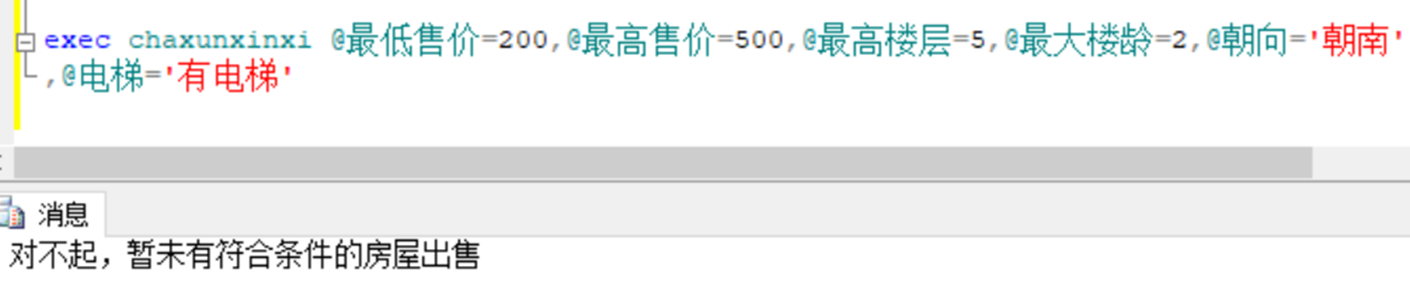 exec chaxunxinxi @最低售价=200,@最高售价=500,@最高楼层=5,@最大楼龄=2,@朝向='朝南'
,@电梯='有电梯'
消息
对不起，暂未有符合条件的房屋出售